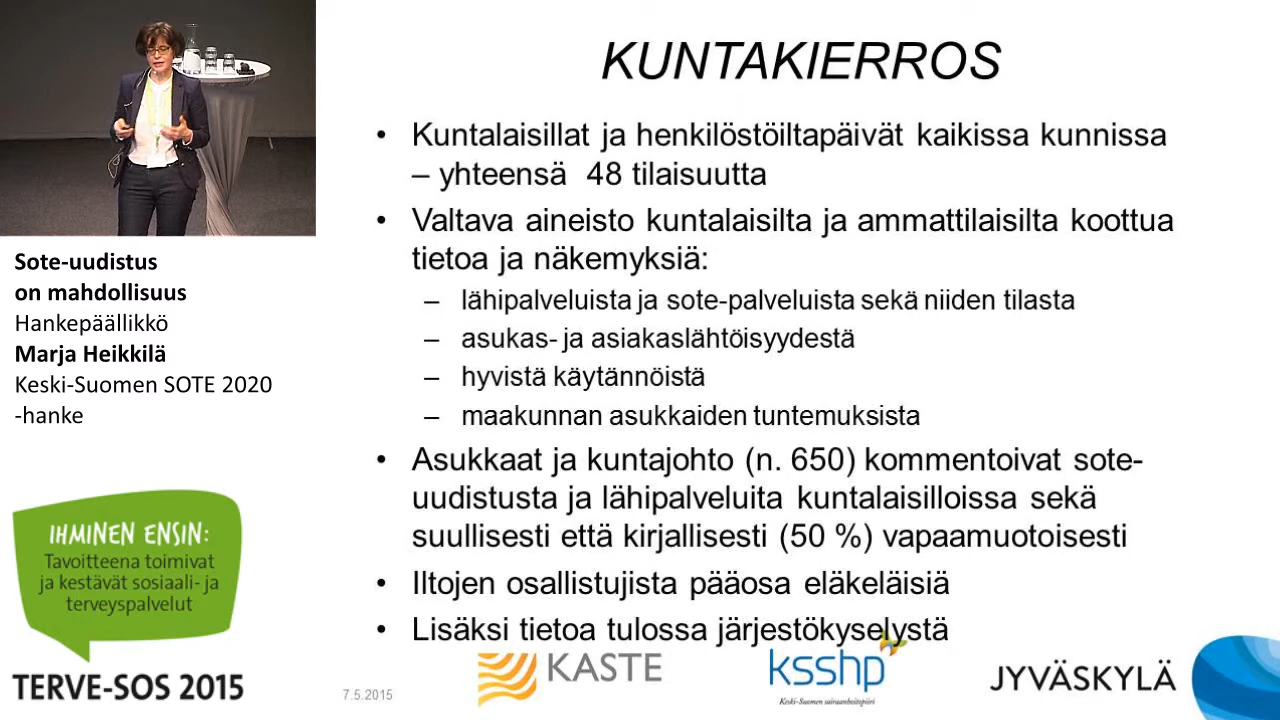 KUNTAKIERROS
• Kuntalaisillat ja henkilöstöiltapäivät kaikissa kunnissa
– yhteensä 48 tilaisuutta
• Valtava aineisto kuntalaisilta ja ammattilaisilta koottua
tietoa ja näkemyksiä:
– lähipalveluista ja sote-palveluista sekä niiden tilasta
– asukas- ja asiakaslähtöisyydestä
– hyvistä käytännöistä
– maakunnan asukkaiden tuntemuksista
• Asukkaat ja kuntajohto (n. 650) kommentoivat sote-
uudistusta ja lähipalveluita kuntalaisilloissa sekä
suullisesti että kirjallisesti (50 %) vapaamuotoisesti
• Iltojen osallistujista pääosa eläkeläisiä
• Lisäksi tietoa tulossa järjestökyselystä
Sote-uudistus
on mahdollisuus
Hankepäällikkö
Marja Heikkilä
Keski-Suomen SOTE 2020
-hanke
IHMINEN ENSIN:
Tavoitteena toimivat
ja kestävät sosiaali- ja
terveyspalvelut
TERVE-SOS 2015
7.5.2015
KASTE
ksshp
Keski-Suomen sairaanhoitopiiri
JYVÄSKYLÄ